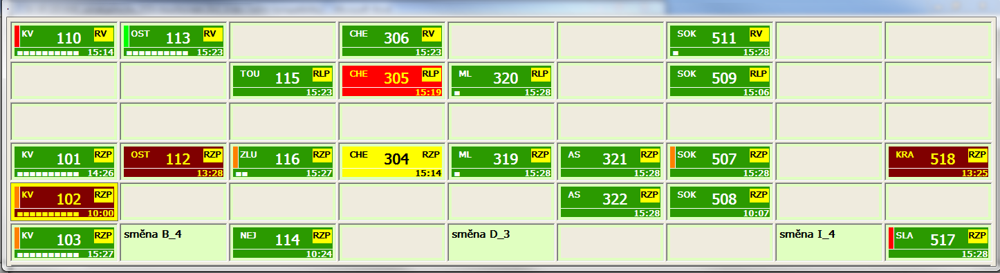 KV 110 RV
15:14
OST 113 RV
15:23
CHE 306 RV
15:23
SOK 511 RV
15:28
TOU 115 RLP
15:23
CHE 305 RLP
15:19
ML 320 RLP
15:28
SOK 509 RLP
15:06
KV 101 RZP
14:26
OST 112 RZP
13:28
ZLU 116 RZP
15:27
CHE 304 RZP
15:14
ML 319 RZP
15:28
AS 321 RZP
15:28
SOK 507 RZP
15:28
KRA 518 RZP
13:25
KV 102 RZP
10:00
AS 322 RZP
15:28
SOK 508 RZP
10:07
KV 103 RZP
15:27
směna B_4
NEJ 114 RZP
10:24
směna D_3
směna I_4
SLA 517 RZP
15:28